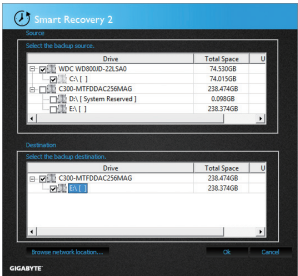 Smart Recovery 2
Source
Select the backup source.
Drive Total Space U
WDC WD800JD-22LSA0 74.530GB
C:\ [ ] 74.015GB
C300-MTFDDAC256MAG 238.474GB
D:\ [ System Reserved ] 0.098GB
E:\ [ ] 238.374GB
Destination
Select the backup destination.
Drive Total Space U
C300-MTFDDAC256MAG 238.474GB
E:\ [ ] 238.374GB
Browse network location.... Ok Cancel
GIGABYTE